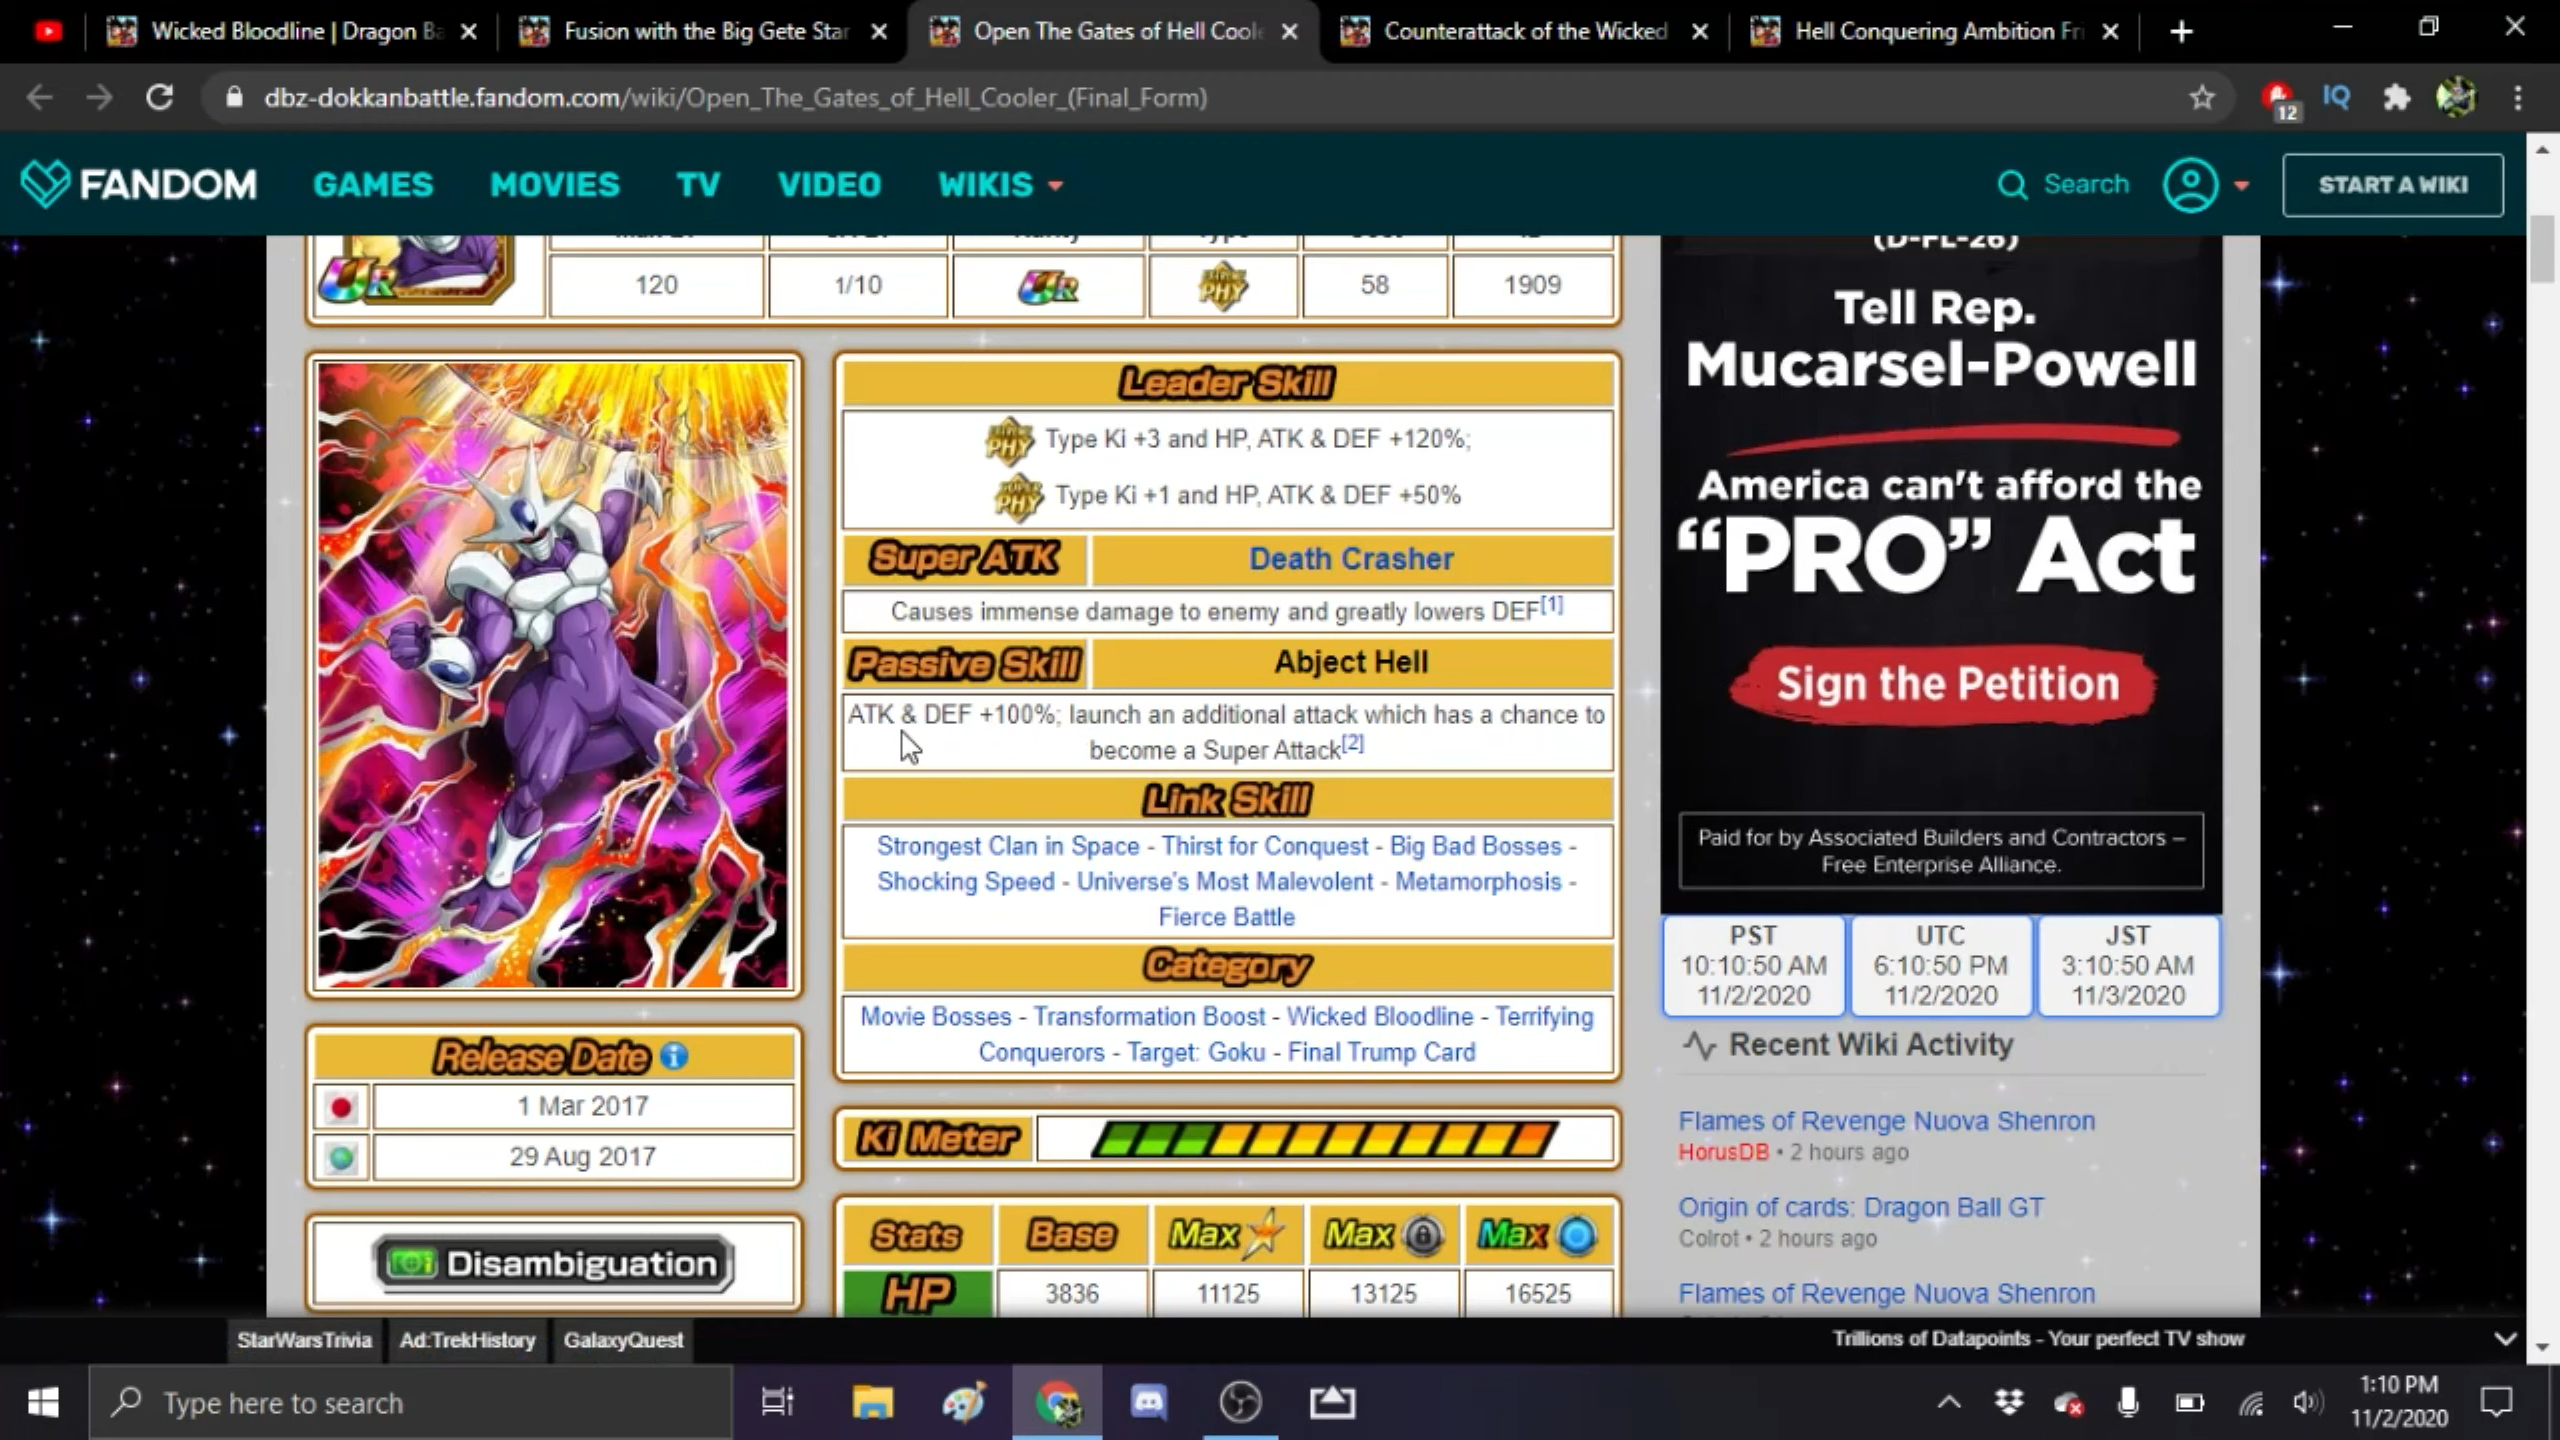 Wicked Bloodline | Dragon Ba
Fusion with the Big Gete Star
Open The Gates of Hell Coole
Counterattack of the Wicked
Hell Conquering Ambition Fri
dbz-dokkanbattle.fandom.com/wiki/Open_The_Gates_of_Hell_Cooler_(Final_Form)
12
IQ
FANDOM
GAMES
MOVIES
TV
VIDEO
WIKIS
Search
START A WIKI
UR
120
1/10
UR
EXTREME PHY
58
1909
Leader Skill
EXTREME PHY Type Ki +3 and HP, ATK & DEF +120%;
SUPER PHY Type Ki +1 and HP, ATK & DEF +50%
Super ATK
Death Crasher
Causes immense damage to enemy and greatly lowers DEF[1]
Passive Skill
Abject Hell
ATK & DEF +100%; launch an additional attack which has a chance to
become a Super Attack[2]
Link Skill
Strongest Clan in Space - Thirst for Conquest - Big Bad Bosses -
Shocking Speed - Universe's Most Malevolent - Metamorphosis -
Fierce Battle
Category
Movie Bosses - Transformation Boost - Wicked Bloodline - Terrifying
Conquerors - Target: Goku - Final Trump Card
Release Date
1 Mar 2017
29 Aug 2017
Disambiguation
Ki Meter
Stats
Base
Max
Max
Max
HP
3836
11125
13125
16525
(D-FL-26)
Tell Rep.
Mucarsel-Powell
America can't afford the
“PRO” Act
Sign the Petition
Paid for by Associated Builders and Contractors –
Free Enterprise Alliance.
PST
10:10:50 AM
11/2/2020
UTC
6:10:50 PM
11/2/2020
JST
3:10:50 AM
11/3/2020
Recent Wiki Activity
Flames of Revenge Nuova Shenron
HorusDB • 2 hours ago
Origin of cards: Dragon Ball GT
Colrot • 2 hours ago
Flames of Revenge Nuova Shenron
StarWarsTrivia
Ad:TrekHistory
GalaxyQuest
Trillions of Datapoints - Your perfect TV show
Type here to search
1:10 PM
11/2/2020